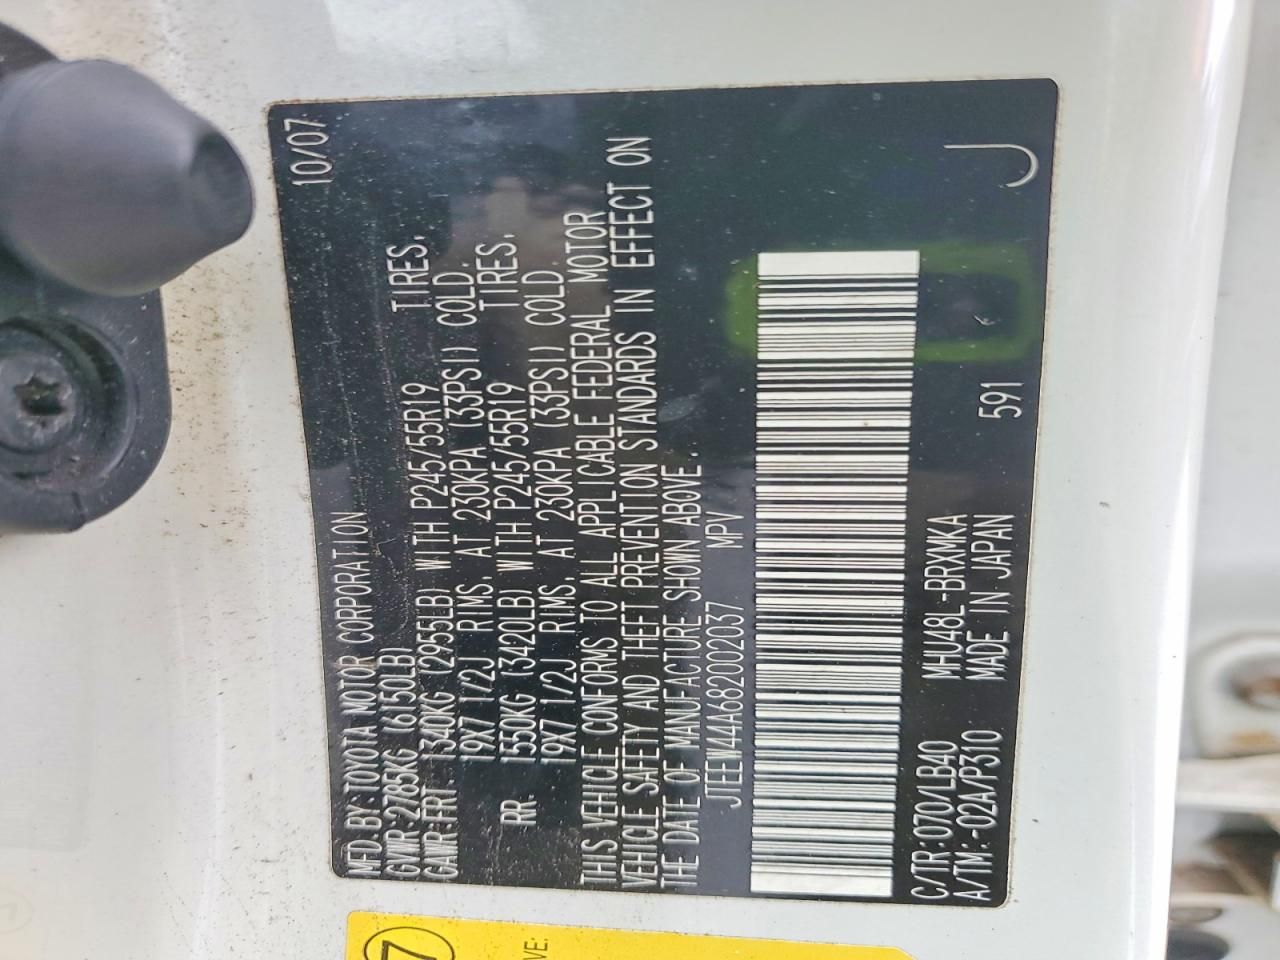 MFD.BY:TOYOTA MOTOR CORPORATION 10/07
GVWR:2785KG (6150LB)
GAWR:FRT 1340KG (2955LB) WITH P245/55R19 TIRES,
19X7 1/2J RIMS, AT 230KPA (33PSI) COLD.
RR. 1550KG (3420LB) WITH P245/55R19 TIRES,
19X7 1/2J RIMS, AT 230KPA (33PSI) COLD.
THIS VEHICLE CONFORMS TO ALL APPLICABLE FEDERAL MOTOR
VEHICLE SAFETY AND THEFT PREVENTION STANDARDS IN EFFECT ON
THE DATE OF MANUFACTURE SHOWN ABOVE.
JTEEW44A682002037 MPV
C/TR:070/LB40 MHU48L-BRXMKA 591 J
A/TM:-02A/P310 MADE IN JAPAN
7
VE: